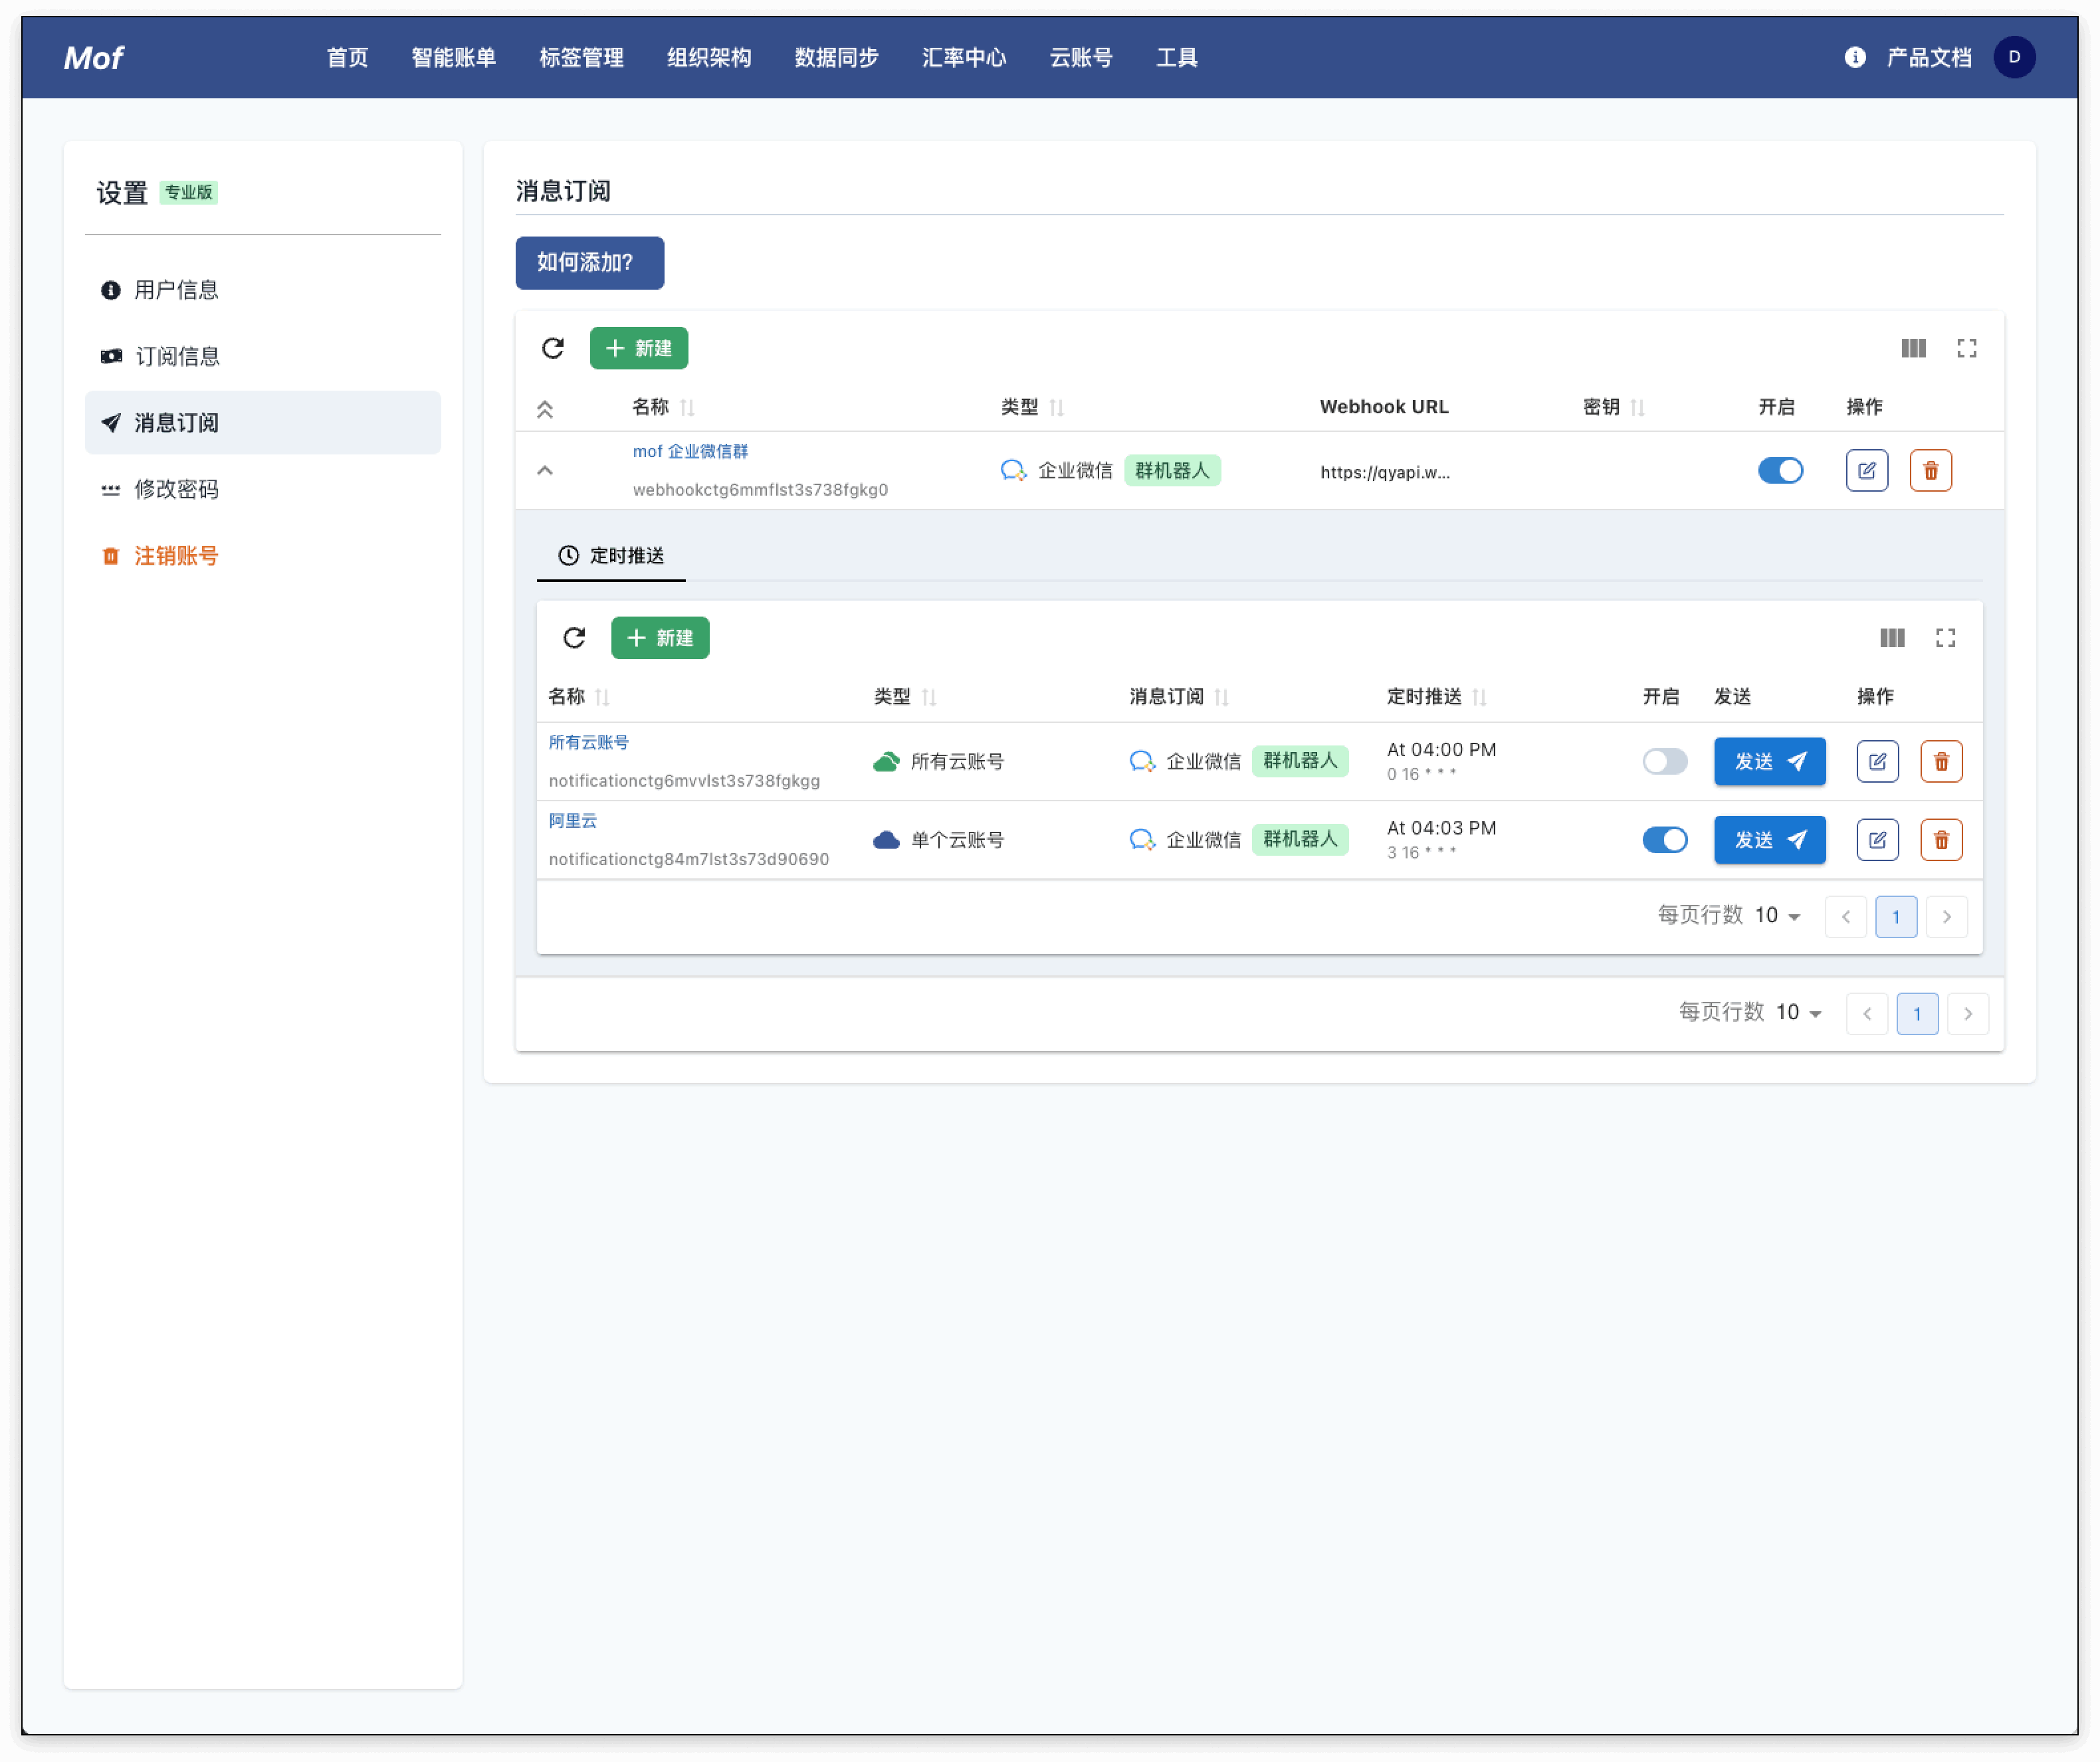 Mof 首页 智能账单 标签管理 组织架构 数据同步 汇率中心 云账号 工具 产品文档 D
设置 专业版
用户信息
订阅信息
消息订阅
修改密码
注销账号
消息订阅
如何添加?
新建
名称 类型 Webhook URL 密钥 开启 操作
mof 企业微信群
webhookctg6mmflst3s738fgkg0
企业微信 群机器人 https://qyapi.w...
定时推送
新建
名称 类型 消息订阅 定时推送 开启 发送 操作
所有云账号
notificationctg6mvvlst3s738fgkgg
所有云账号 企业微信 群机器人
At 04:00 PM
0 16 * * *
发送
阿里云
notificationctg84m7lst3s73d90690
单个云账号 企业微信 群机器人
At 04:03 PM
3 16 * * *
发送
每页行数 10 1
每页行数 10 1